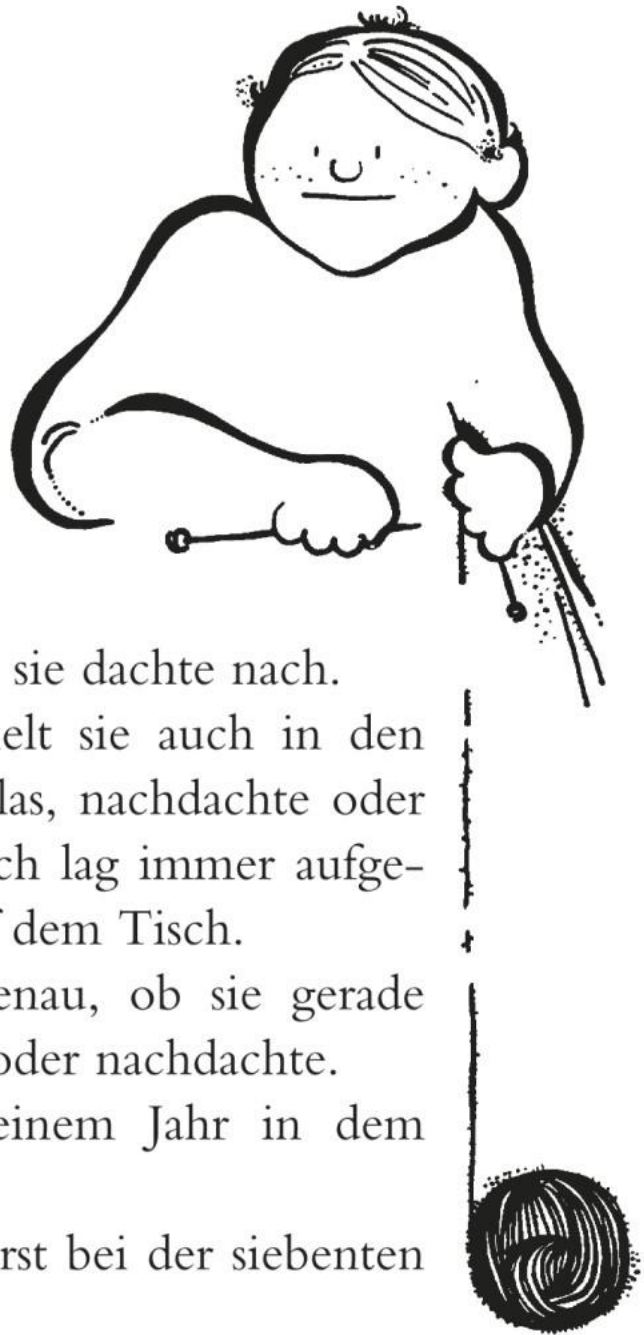 sie dachte nach.
elt sie auch in den
las, nachdachte oder
ch lag immer aufge-
dem Tisch.
enau, ob sie gerade
oder nachdachte.
einem Jahr in dem
rst bei der siebenten